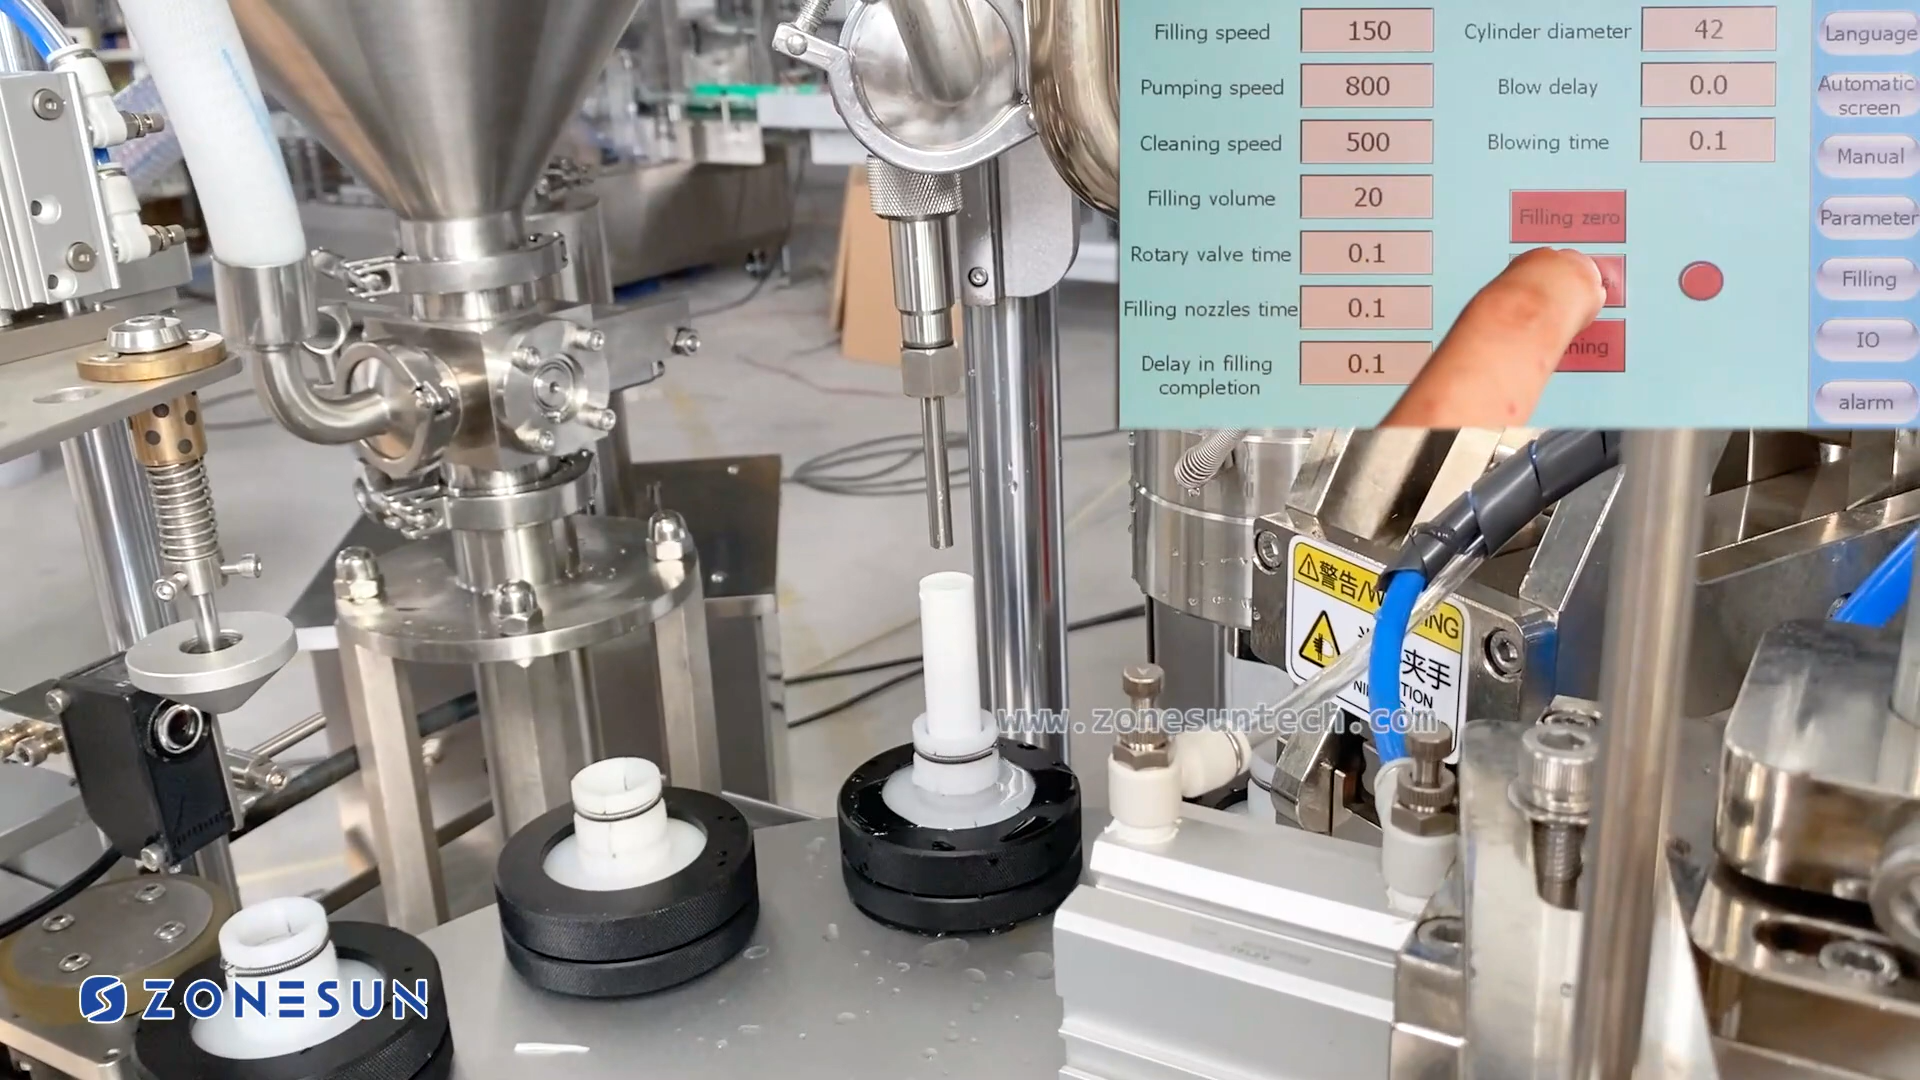 Filling speed 150 Cylinder diameter 42
Pumping speed 800 Blow delay 0.0
Cleaning speed 500 Blowing time 0.1
Filling volume 20
Rotary valve time 0.1
Filling nozzles time 0.1
Delay in filling completion 0.1
Filling zero
Language
Automatic screen
Manual
Parameter
Filling
IO
alarm
警告
夹手
www.zonesuntech.com
ZONESUN